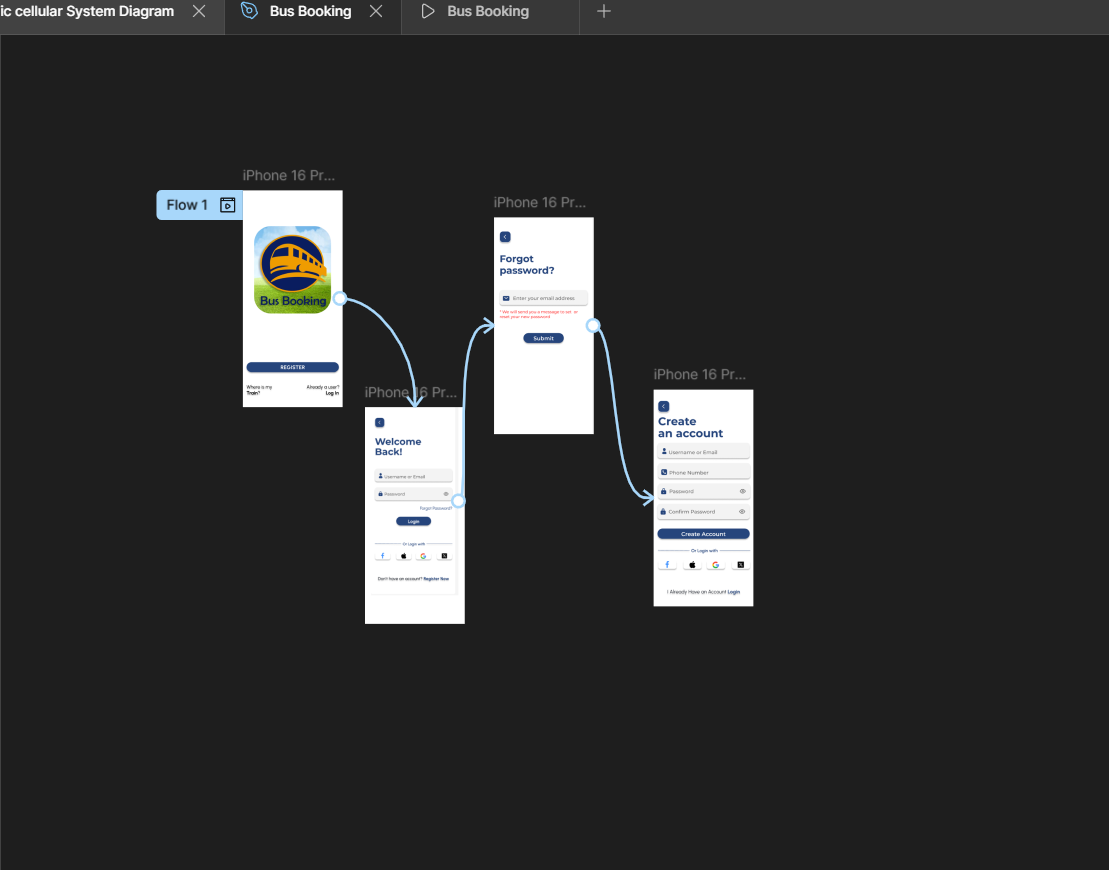 ic cellular System Diagram
Bus Booking
Bus Booking
iPhone 16 Pr...
Flow 1
Bus Booking
REGISTER
Where is my
Train?
Already a user?
Log In
iPhone 16 Pr...
Welcome
Back!
Username or Email
Password
Forgot Password?
Login
Or Login with
Don't have an account? Register Now
iPhone 16 Pr...
Forgot
password?
Enter your email address
* We will send you a message to set, or
reset your new password
Submit
iPhone 16 Pr...
Create
an account
Username or Email
Phone Number
Password
Confirm Password
Create Account
Or Login with
I Already Have an Account Login